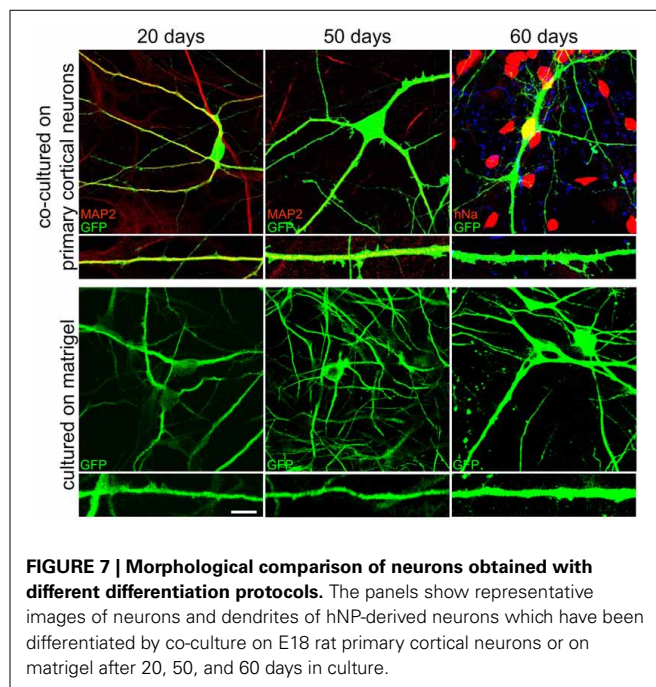 20 days 50 days 60 days
co-cultured on
primary cortical neurons
MAP2
GFP
MAP2
GFP
hNa
GFP
cultured on matrigel
GFP
GFP
GFP
FIGURE 7 | Morphological comparison of neurons obtained with
different differentiation protocols. The panels show representative
images of neurons and dendrites of hNP-derived neurons which have been
differentiated by co-culture on E18 rat primary cortical neurons or on
matrigel after 20, 50, and 60 days in culture.